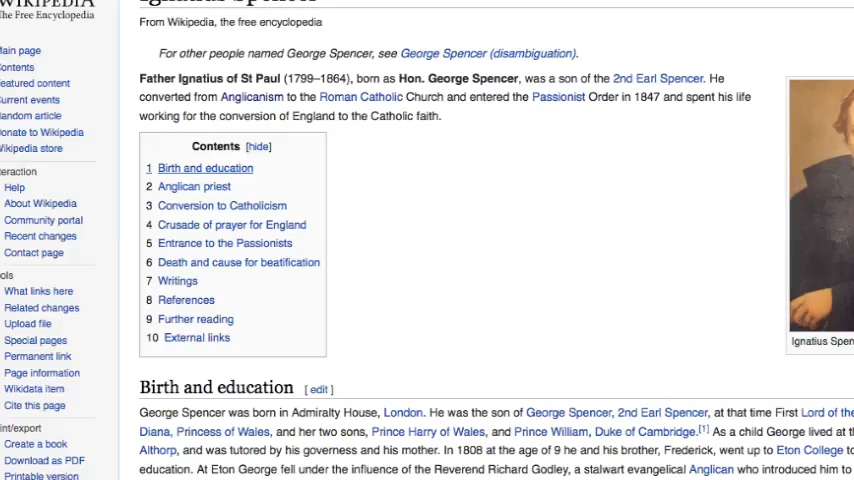 WIKIPEDIA
The Free Encyclopedia
Main page
Contents
Featured content
Current events
Random article
Donate to Wikipedia
Wikipedia store
Interaction
Help
About Wikipedia
Community portal
Recent changes
Contact page
Tools
What links here
Related changes
Upload file
Special pages
Permanent link
Page information
Wikidata item
Cite this page
Print/export
Create a book
Download as PDF
Printable version
Ignatius Spencer
From Wikipedia, the free encyclopedia
For other people named George Spencer, see George Spencer (disambiguation).
Father Ignatius of St Paul (1799–1864), born as Hon. George Spencer, was a son of the 2nd Earl Spencer. He
converted from Anglicanism to the Roman Catholic Church and entered the Passionist Order in 1847 and spent his life
working for the conversion of England to the Catholic faith.
Contents [hide]
1 Birth and education
2 Anglican priest
3 Conversion to Catholicism
4 Crusade of prayer for England
5 Entrance to the Passionists
6 Death and cause for beatification
7 Writings
8 References
9 Further reading
10 External links
Ignatius Spen
Birth and education [ edit ]
George Spencer was born in Admiralty House, London. He was the son of George Spencer, 2nd Earl Spencer, at that time First Lord of the
Diana, Princess of Wales, and her two sons, Prince Harry of Wales, and Prince William, Duke of Cambridge.[1] As a child George lived at th
Althorp, and was tutored by his governess and his mother. In 1808 at the age of 9 he and his brother, Frederick, went up to Eton College to
education. At Eton George fell under the influence of the Reverend Richard Godley, a stalwart evangelical Anglican who introduced him to